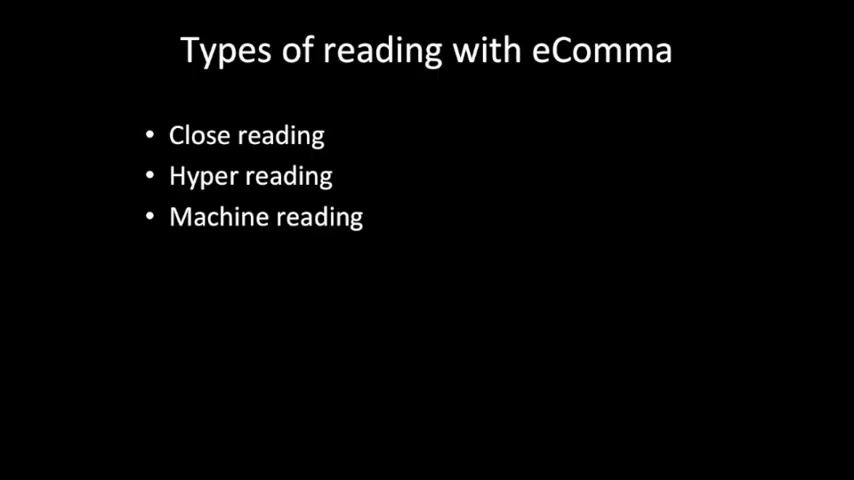 Types of reading with eComma
• Close reading
• Hyper reading
• Machine reading